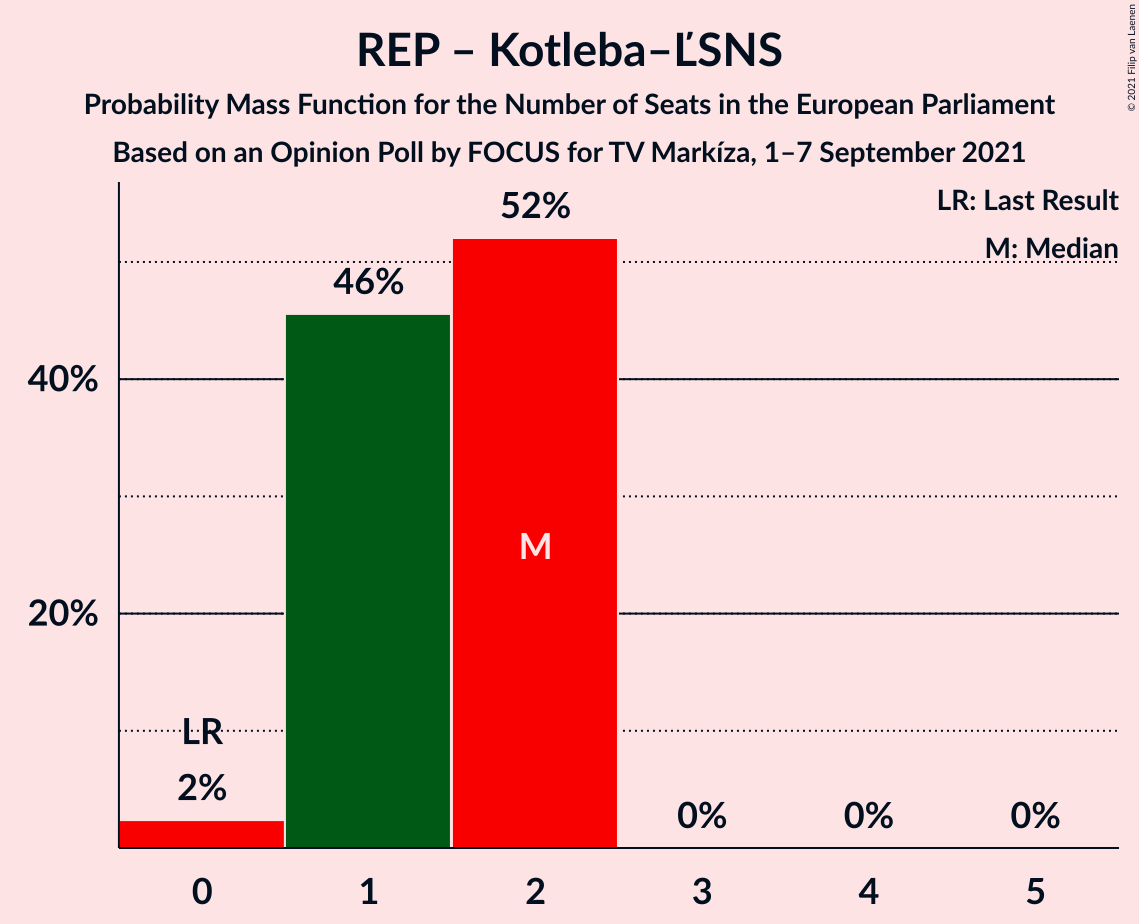 REP – Kotleba–ĽSNS
Probability Mass Function for the Number of Seats in the European Parliament
Based on an Opinion Poll by FOCUS for TV Markíza, 1–7 September 2021
© 2021 Filip van Laenen
LR: Last Result
M: Median
52%
46%
40%
M
20%
LR
2%
0%
0%
0%
0
1
2
3
4
5